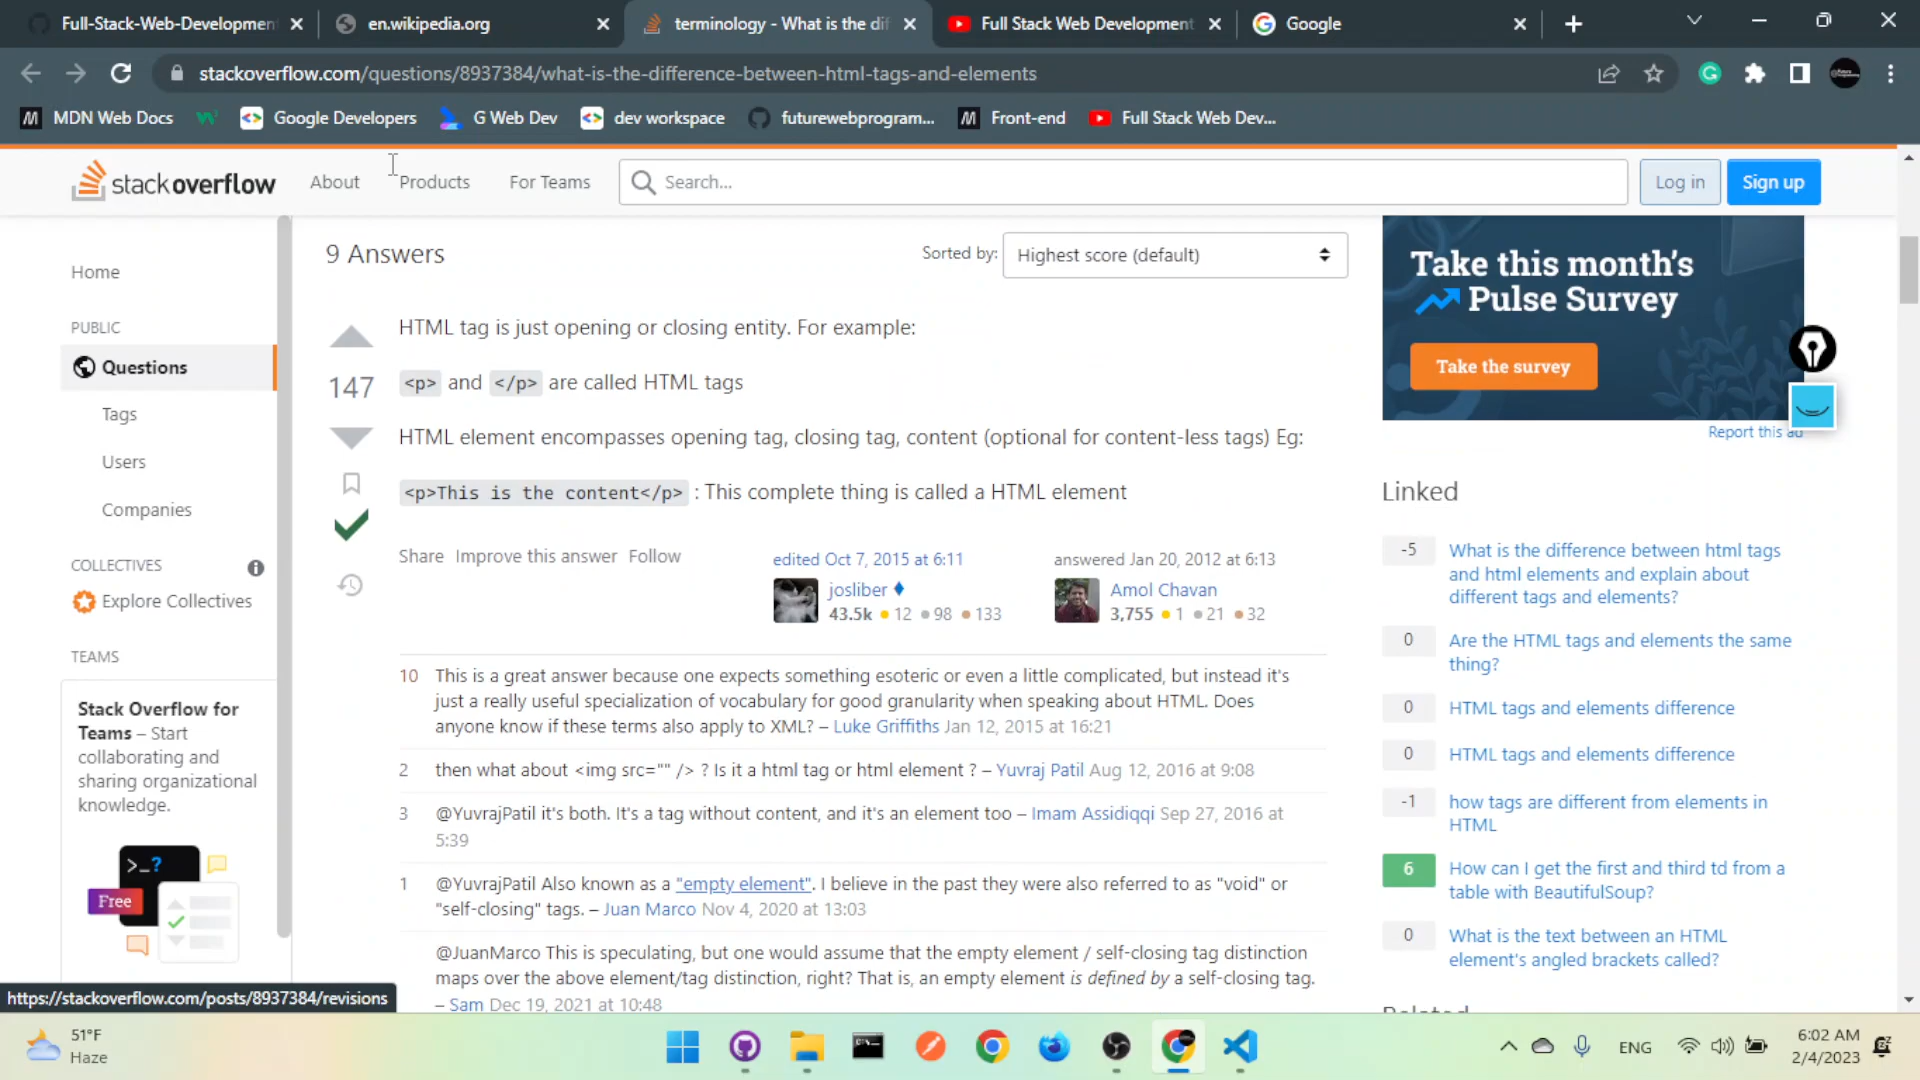 Full-Stack-Web-Development
en.wikipedia.org
terminology - What is the dif
Full Stack Web Development
Google
stackoverflow.com/questions/8937384/what-is-the-difference-between-html-tags-and-elements
MDN Web Docs
Google Developers
G Web Dev
dev workspace
futurewebprogram...
Front-end
Full Stack Web Dev...
stackoverflow
About
Products
For Teams
Search...
Log in
Sign up
Home
PUBLIC
Questions
Tags
Users
Companies
COLLECTIVES
Explore Collectives
TEAMS
Stack Overflow for
Teams – Start
collaborating and
sharing organizational
knowledge.
>_?
Free
9 Answers
Sorted by:
Highest score (default)
HTML tag is just opening or closing entity. For example:
147
<p> and </p> are called HTML tags
HTML element encompasses opening tag, closing tag, content (optional for content-less tags) Eg:
<p>This is the content</p> : This complete thing is called a HTML element
Share Improve this answer Follow
edited Oct 7, 2015 at 6:11
josliber
43.5k 12 98 133
answered Jan 20, 2012 at 6:13
Amol Chavan
3,755 1 21 32
10 This is a great answer because one expects something esoteric or even a little complicated, but instead it's
just a really useful specialization of vocabulary for good granularity when speaking about HTML. Does
anyone know if these terms also apply to XML? – Luke Griffiths Jan 12, 2015 at 16:21
2 then what about <img src="" /> ? Is it a html tag or html element ? – Yuvraj Patil Aug 12, 2016 at 9:08
3 @YuvrajPatil it's both. It's a tag without content, and it's an element too – Imam Assidiqqi Sep 27, 2016 at
5:39
1 @YuvrajPatil Also known as a "empty element". I believe in the past they were also referred to as "void" or
"self-closing" tags. – Juan Marco Nov 4, 2020 at 13:03
@JuanMarco This is speculating, but one would assume that the empty element / self-closing tag distinction
maps over the above element/tag distinction, right? That is, an empty element is defined by a self-closing tag.
– Sam Dec 19, 2021 at 10:48
Take this month's
Pulse Survey
Take the survey
Report this ad
Linked
-5 What is the difference between html tags
and html elements and explain about
different tags and elements?
0 Are the HTML tags and elements the same
thing?
0 HTML tags and elements difference
0 HTML tags and elements difference
-1 how tags are different from elements in
HTML
6 How can I get the first and third td from a
table with BeautifulSoup?
0 What is the text between an HTML
element's angled brackets called?
Related
https://stackoverflow.com/posts/8937384/revisions
51°F
Haze
ENG
6:02 AM
2/4/2023